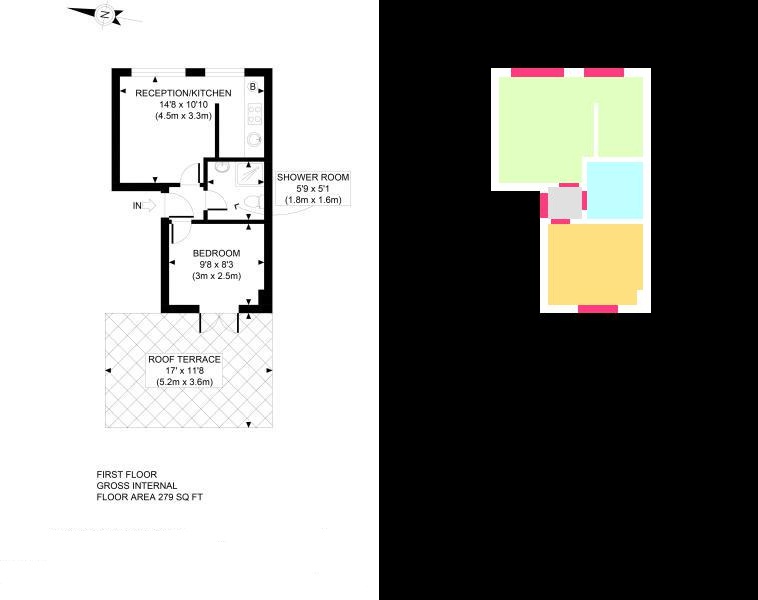 N
RECEPTION/KITCHEN
14'8 x 10'10
(4.5m x 3.3m)
B
SHOWER ROOM
5'9 x 5'1
(1.8m x 1.6m)
IN
BEDROOM
9'8 x 8'3
(3m x 2.5m)
ROOF TERRACE
17' x 11'8
(5.2m x 3.6m)
FIRST FLOOR
GROSS INTERNAL
FLOOR AREA 279 SQ FT